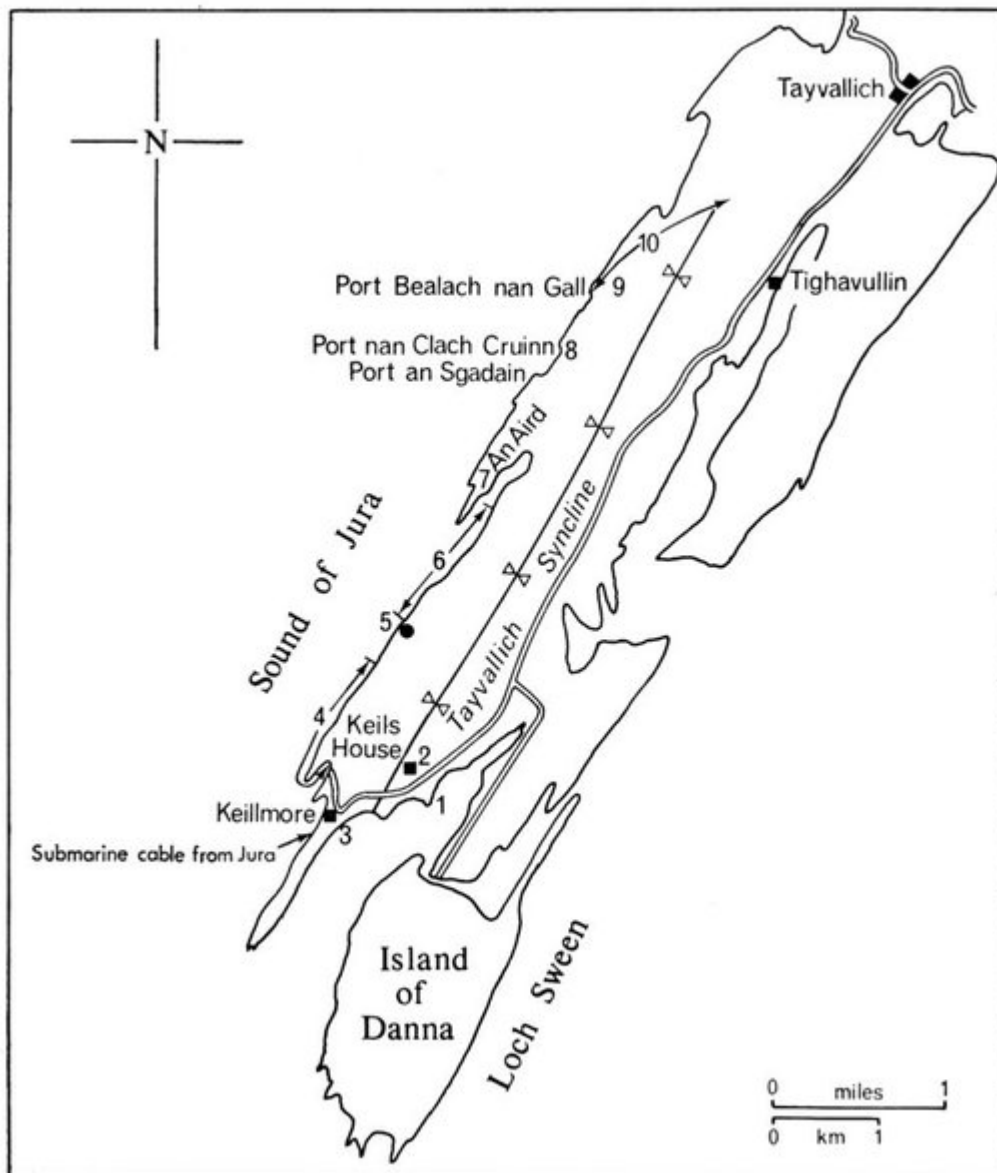 N
Tayvallich
10
Port Bealach nan Gall
9
Tighavullin
Port nan Clach Cruinn
8
Port an Sgadain
An Aird
Sound of Jura
6
5
Tayvallich Syncline
4
Keils
House
2
Keillmore
1
3
Submarine cable from Jura
Island
of
Danna
Loch Sween
0 miles 1
0 km 1